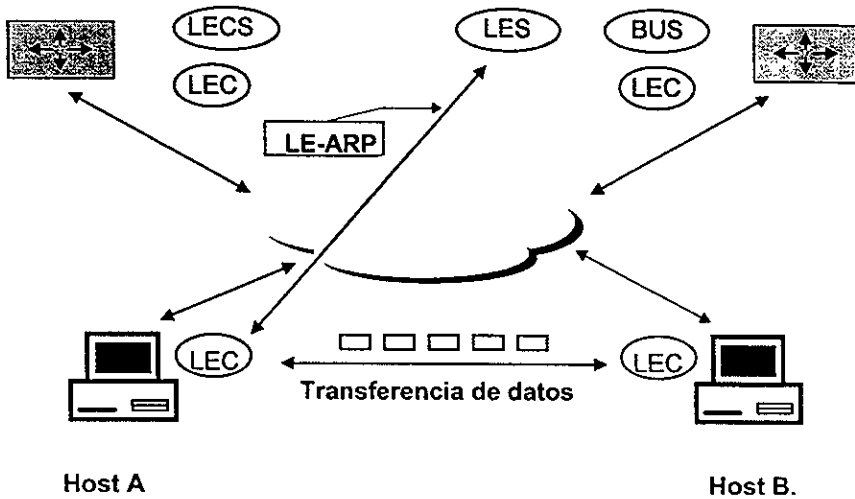 LECS
LES
BUS
LEC
LEC
LE-ARP
LEC
LEC
Transferencia de datos
Host A
Host B.